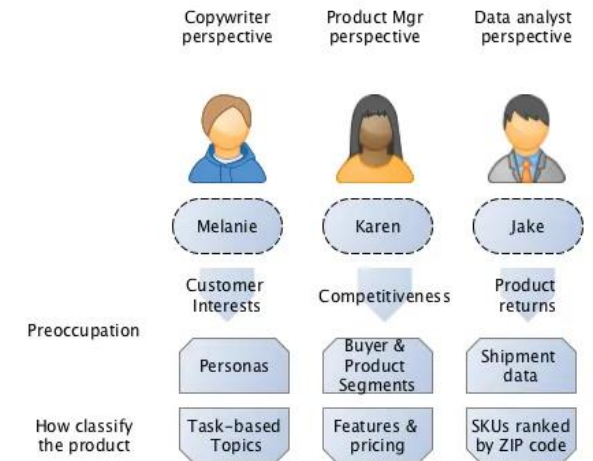 Copywriter
perspective
Product Mgr
perspective
Data analyst
perspective
Melanie
Karen
Jake
Customer
Interests
Competitiveness
Product
returns
Preoccupation
Personas
Buyer &
Product
Segments
Shipment
data
How classify
the product
Task-based
Topics
Features &
pricing
SKUs ranked
by ZIP code